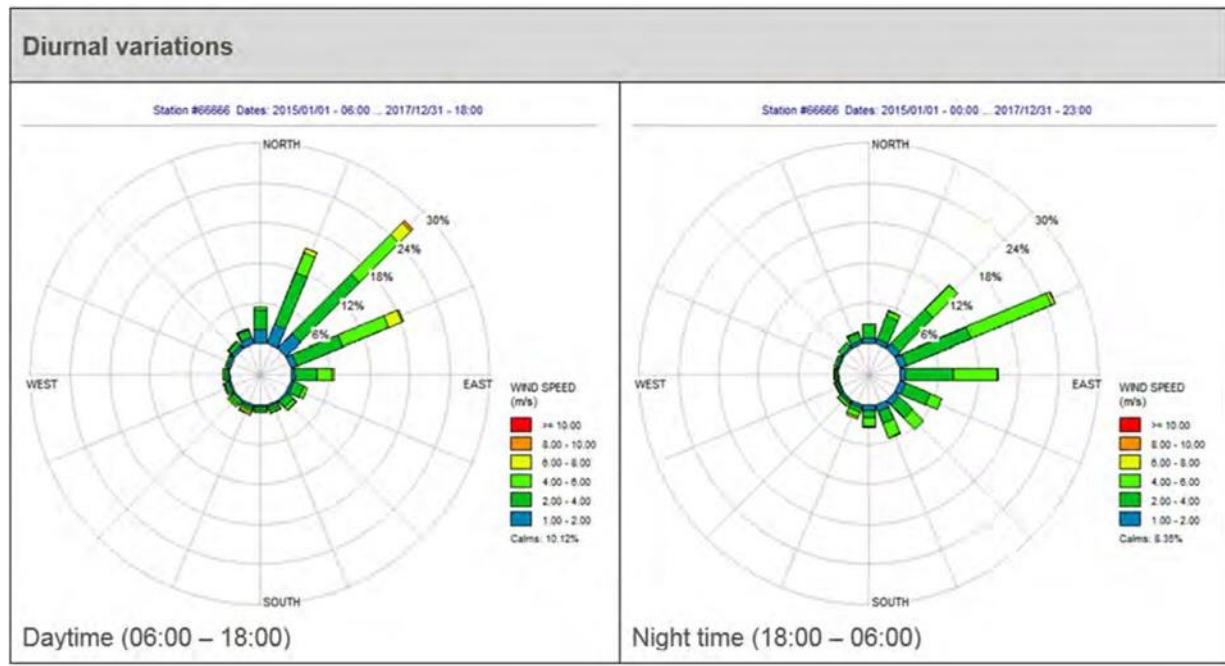 Diurnal variations
Station #66666 Dates: 2015/01/01 - 06:00 ... 2017/12/31 - 18:00
NORTH
30%
24%
18%
12%
6%
WEST
EAST
SOUTH
WIND SPEED
(m/s)
>= 10.00
8.00 - 10.00
6.00 - 8.00
4.00 - 6.00
2.00 - 4.00
1.00 - 2.00
Calms: 10.12%
Daytime (06:00 – 18:00)
Station #66666 Dates: 2015/01/01 - 00:00 ... 2017/12/31 - 23:00
NORTH
30%
24%
18%
12%
6%
WEST
EAST
SOUTH
WIND SPEED
(m/s)
>= 10.00
8.00 - 10.00
6.00 - 8.00
4.00 - 6.00
2.00 - 4.00
1.00 - 2.00
Calms:
Night time (18:00 – 06:00)